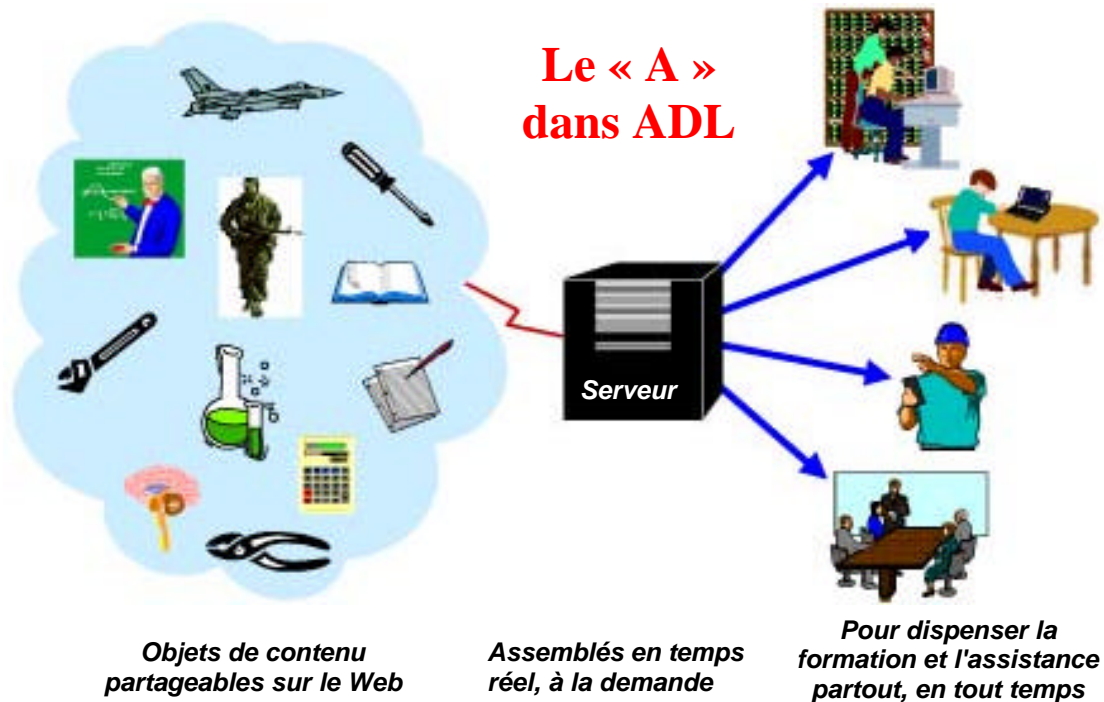 Le « A »
dans ADL
Serveur
Objets de contenu
partageables sur le Web
Assemblés en temps
réel, à la demande
Pour dispenser la
formation et l'assistance
partout, en tout temps